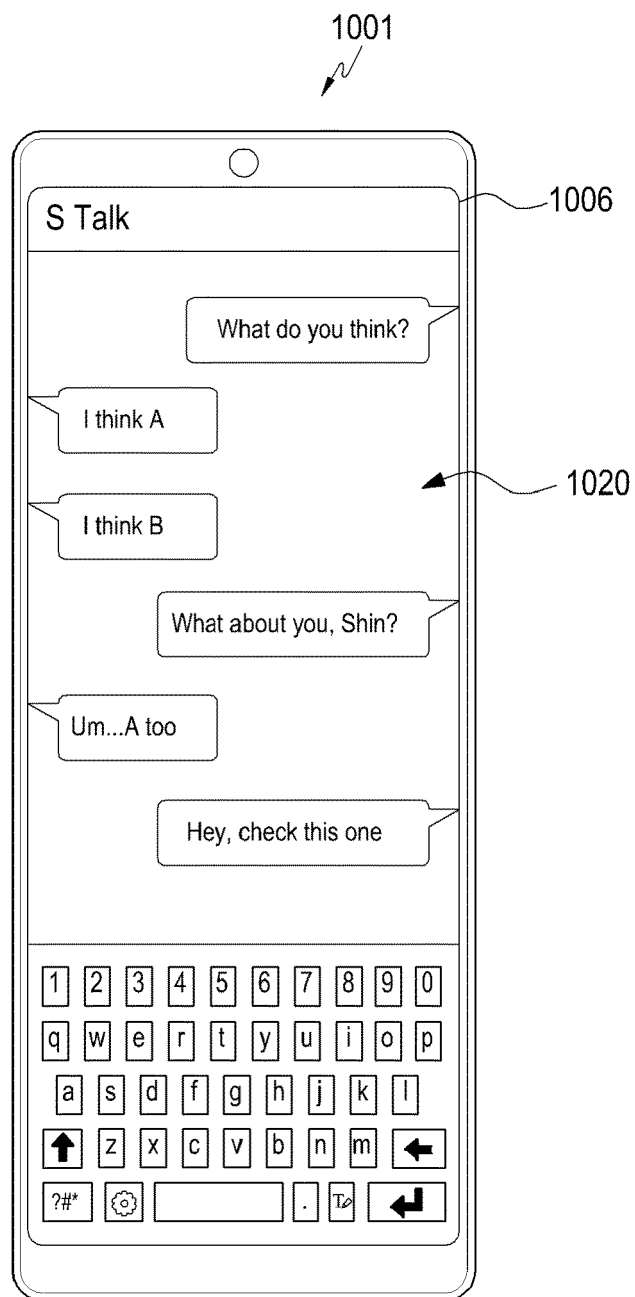 1001
1006
S Talk
What do you think?
I think A
1020
I think B
What about you, Shin?
Um...A too
Hey, check this one
1 2 3 4 5 6 7 8 9 0
q w e r t y u i o p
a s d f g h j k l
z x c v b n m
?#* . T